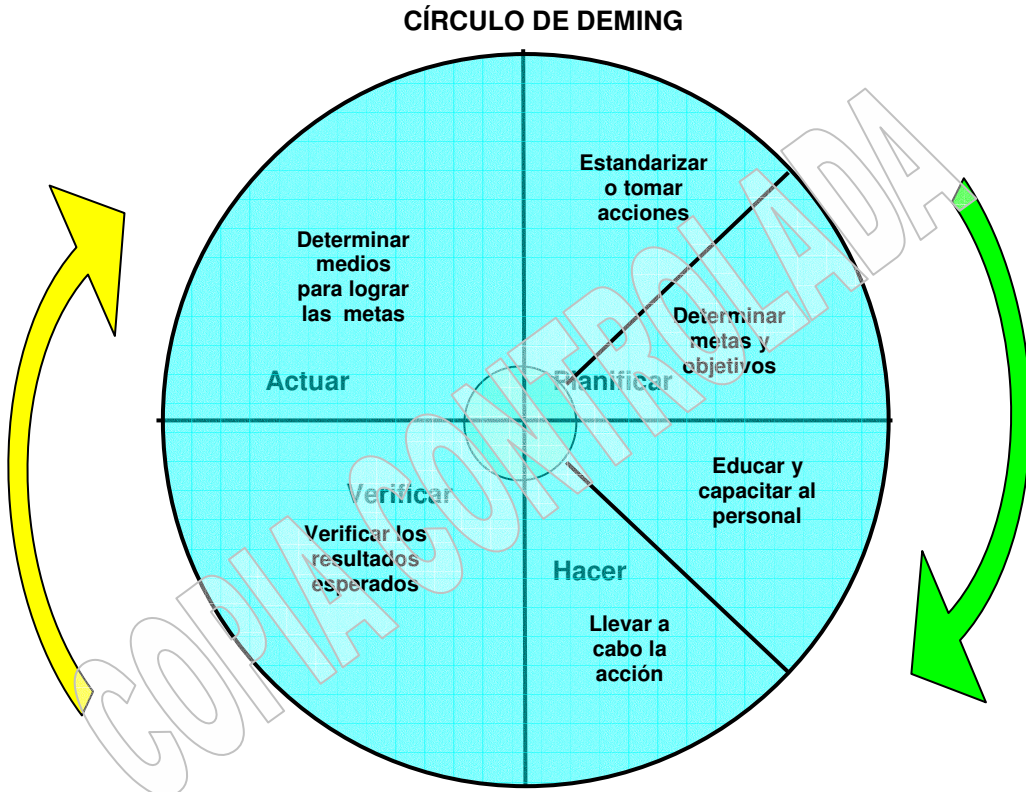 CÍRCULO DE DEMING
Estandarizar
o tomar
acciones
Determinar
medios
para lograr
las metas
Determinar
metas y
objetivos
Actuar
Planificar
Educar y
capacitar al
personal
Verificar
Verificar los
resultados
esperados
Hacer
Llevar a
cabo la
acción
COPIA CONTROLADA